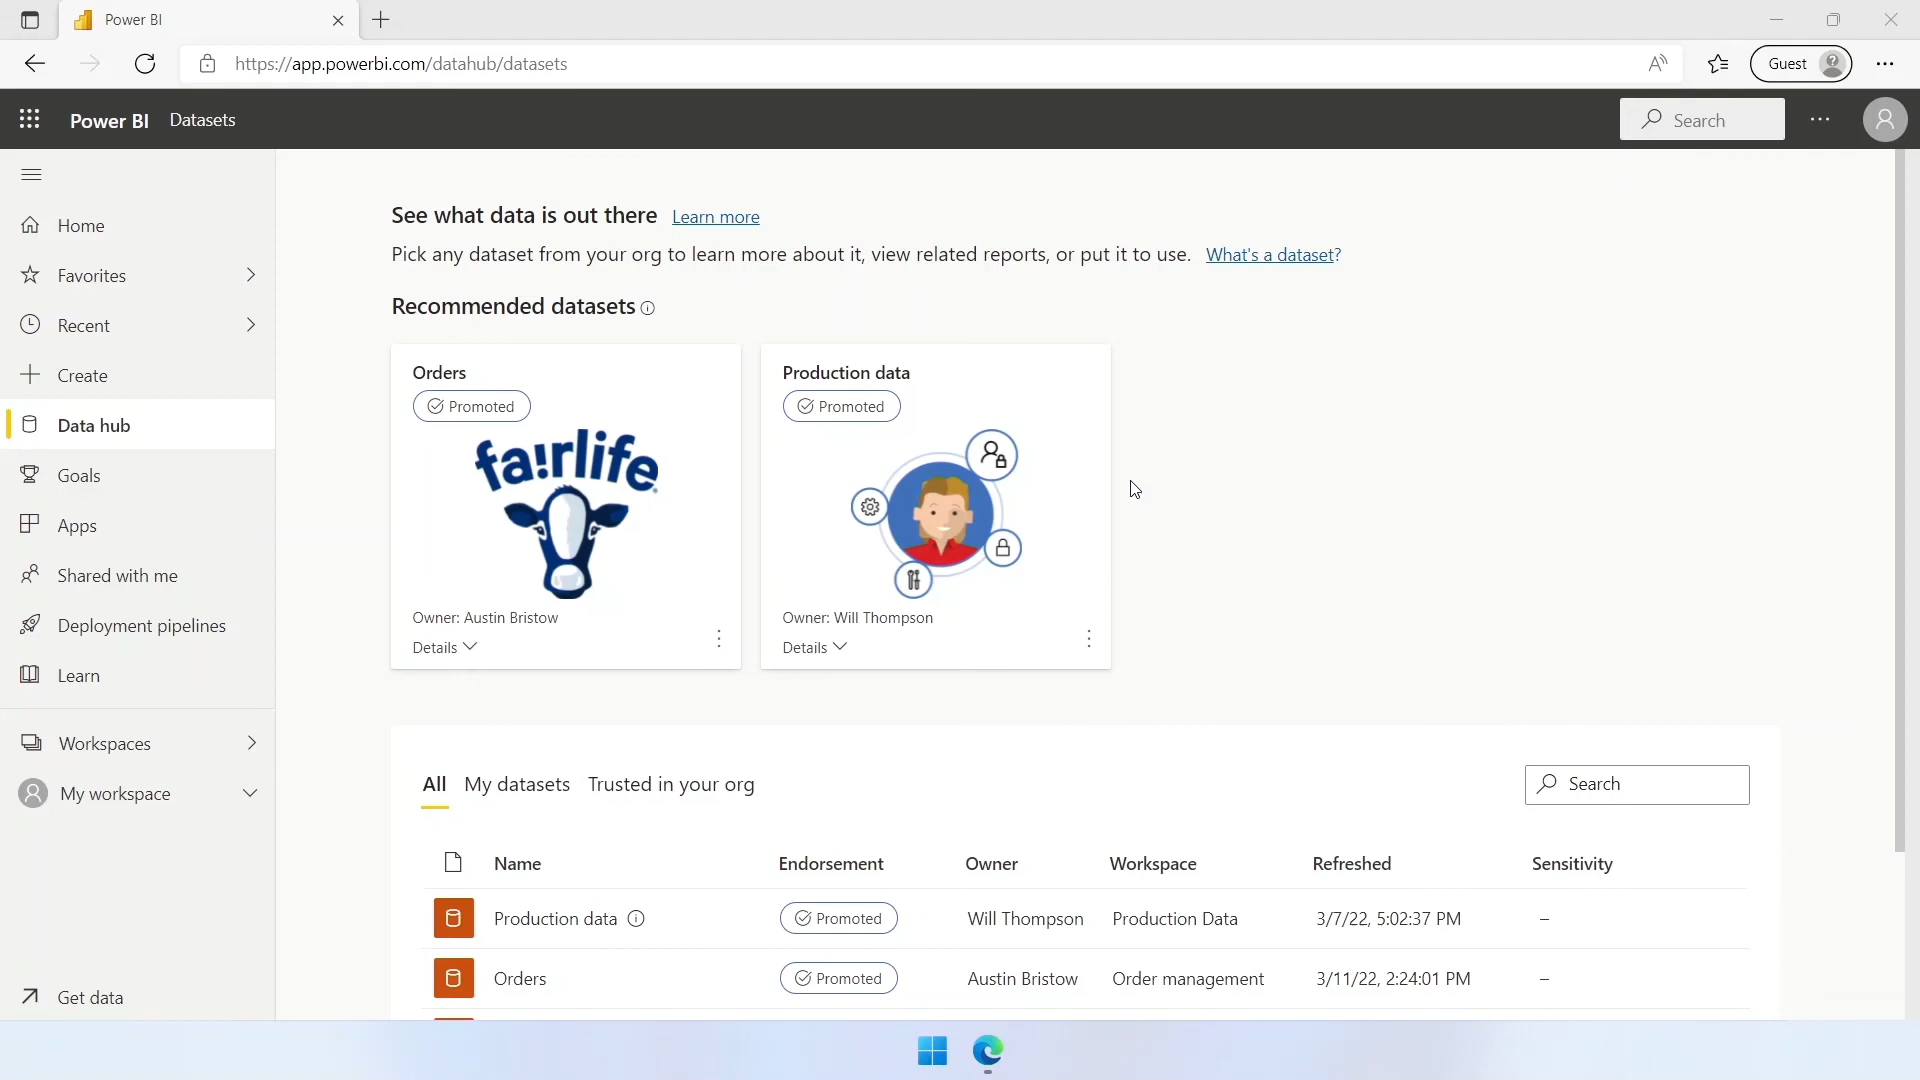 Power BI
https://app.powerbi.com/datahub/datasets
Guest
Power BI Datasets
Search
Home
Favorites
Recent
Create
Data hub
Goals
Apps
Shared with me
Deployment pipelines
Learn
Workspaces
My workspace
Get data
See what data is out there Learn more
Pick any dataset from your org to learn more about it, view related reports, or put it to use. What's a dataset?
Recommended datasets
Orders
Promoted
fa!rlife
Owner: Austin Bristow
Details
Production data
Promoted
Owner: Will Thompson
Details
All My datasets Trusted in your org
Search
Name Endorsement Owner Workspace Refreshed Sensitivity
Production data Promoted Will Thompson Production Data 3/7/22, 5:02:37 PM –
Orders Promoted Austin Bristow Order management 3/11/22, 2:24:01 PM –